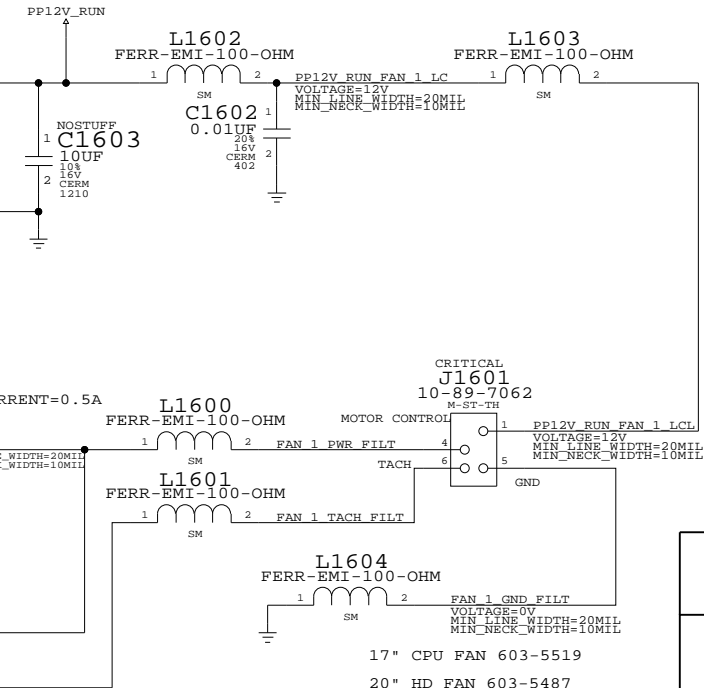 PP12V_RUN
L1602
FERR-EMI-100-OHM
1 2
SM
L1603
FERR-EMI-100-OHM
1 2
SM
PP12V_RUN_FAN_1_LC
VOLTAGE=12V
MIN_LINE_WIDTH=20MIL
MIN_NECK_WIDTH=10MIL
NOSTUFF
1
C1603
10UF
10%
16V
2
CERM
1210
C1602
1
0.01UF
20%
16V
CERM
2
402
CRITICAL
J1601
10-89-7062
M-ST-TH
RRENT=0.5A
L1600
FERR-EMI-100-OHM
1 2
SM
FAN_1_PWR_FILT
MOTOR CONTROL
4
1
PP12V_RUN_FAN_1_LCL
VOLTAGE=12V
MIN_LINE_WIDTH=20MIL
MIN_NECK_WIDTH=10MIL
E_WIDTH=20MIL
K_WIDTH=10MIL
TACH
6
5
GND
L1601
FERR-EMI-100-OHM
1 2
SM
FAN_1_TACH_FILT
L1604
FERR-EMI-100-OHM
1 2
SM
FAN_1_GND_FILT
VOLTAGE=0V
MIN_LINE_WIDTH=20MIL
MIN_NECK_WIDTH=10MIL
17" CPU FAN 603-5519
20" HD FAN 603-5487